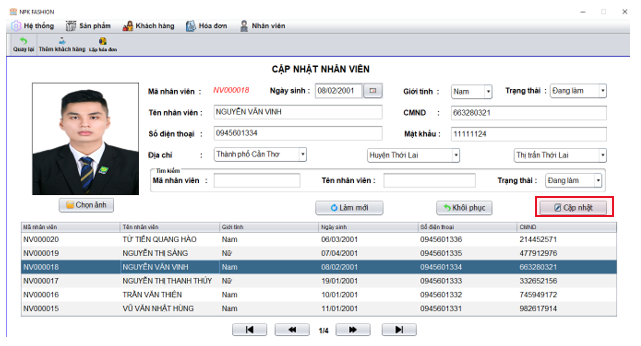 NPK FASHION
Hệ thống Sản phẩm Khách hàng Hóa đơn Nhân viên
Quay lại Thêm khách hàng Lập hóa đơn
CẬP NHẬT NHÂN VIÊN
Mã nhân viên : NV000018 Ngày sinh : 08/02/2001 Giới tính : Nam Trạng thái : Đang làm
Tên nhân viên : NGUYỄN VĂN VINH CMND : 663280321
Số điện thoại : 0945601334 Mật khẩu : 11111124
Địa chỉ : Thành phố Cần Thơ Huyện Thới Lai Thị trấn Thới Lai
Tìm kiếm
Mã nhân viên : Tên nhân viên : Trạng thái : Đang làm
Chọn ảnh Làm mới Khôi phục Cập nhật
Mã nhân viên Tên nhân viên Giới tính Ngày sinh Số điện thoại CMND
NV000020 TỪ TIẾN QUANG HÀO Nam 06/03/2001 0945601336 214452571
NV000019 NGUYỄN THỊ SÁNG Nữ 07/04/2001 0945601335 477912976
NV000018 NGUYỄN VĂN VINH Nam 08/02/2001 0945601334 663280321
NV000017 NGUYỄN THỊ THANH THÚY Nữ 19/01/2001 0945601333 332652156
NV000016 TRẦN VĂN THIÊN Nam 10/01/2001 0945601332 745949172
NV000015 VŨ VĂN NHẬT HÙNG Nam 11/01/2001 0945601331 982617914
1/4